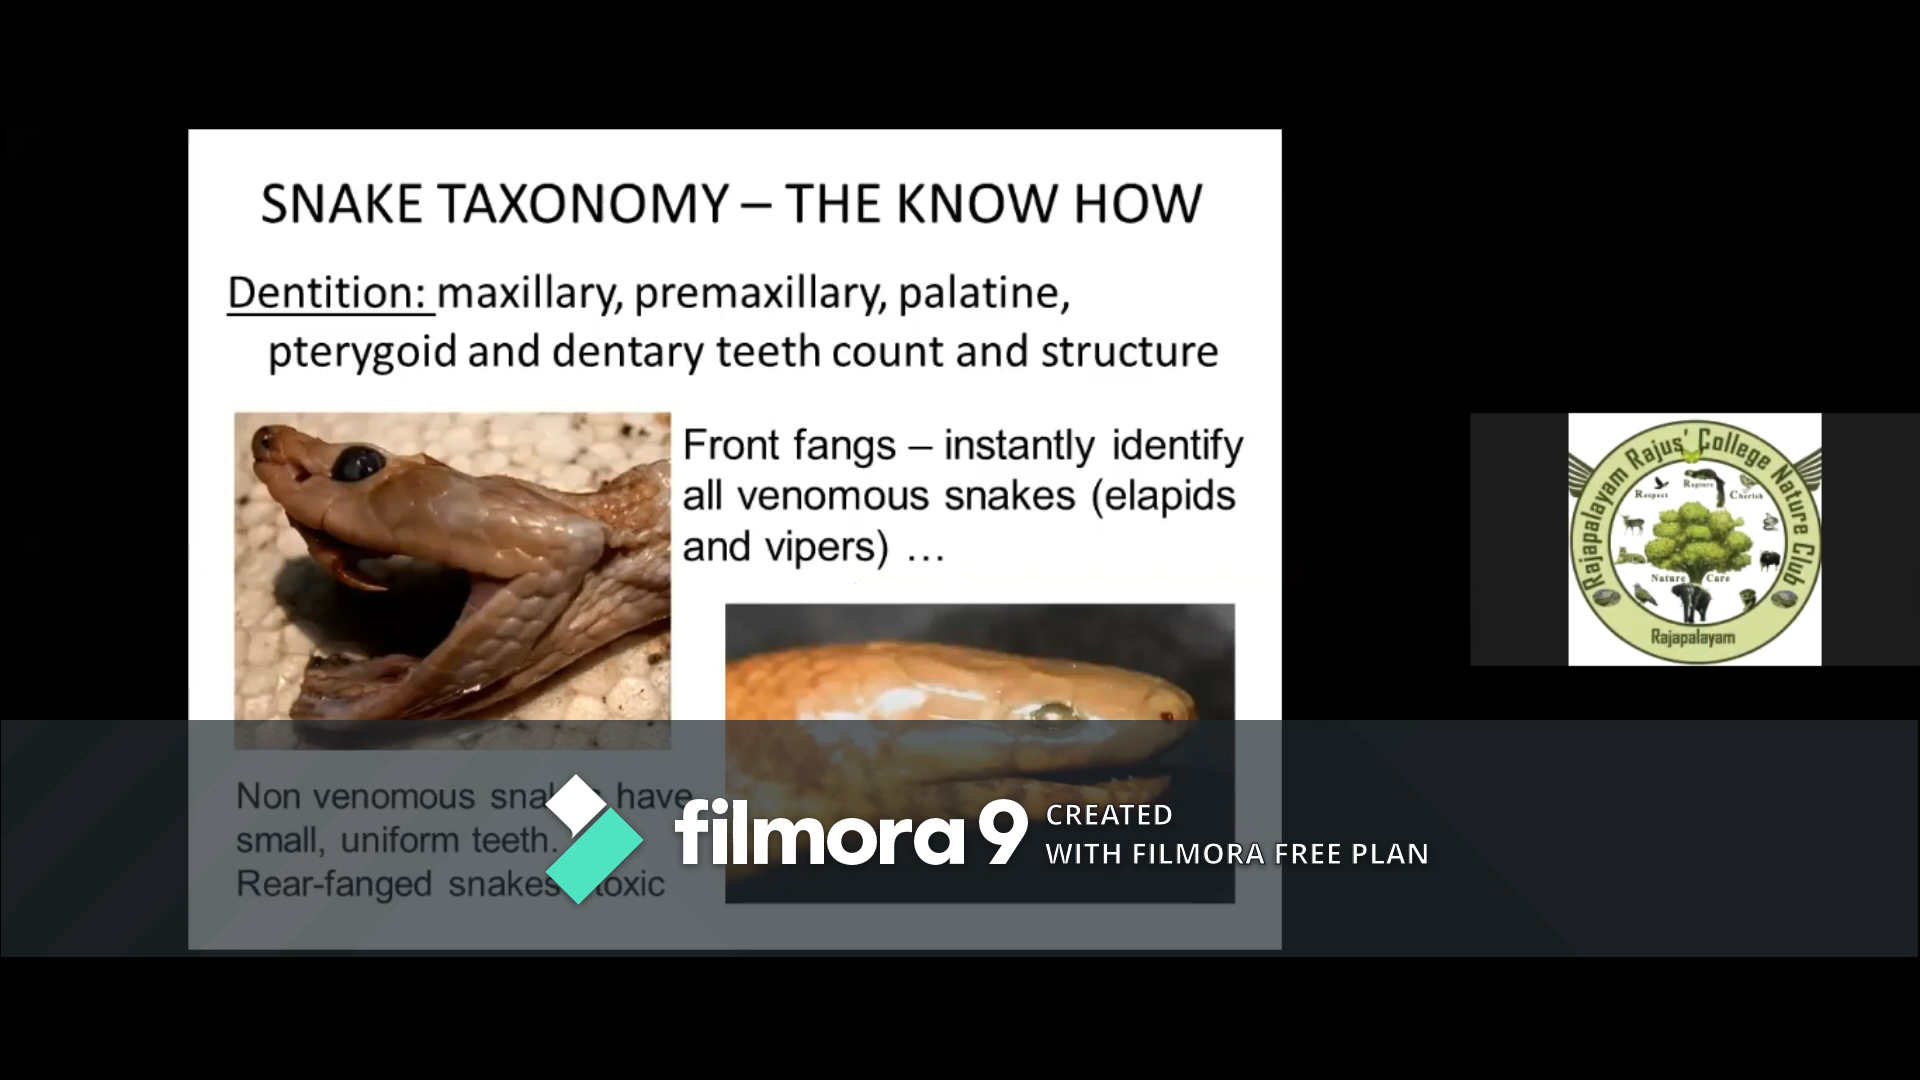 SNAKE TAXONOMY – THE KNOW HOW
Dentition: maxillary, premaxillary, palatine,
pterygoid and dentary teeth count and structure
Front fangs – instantly identify
all venomous snakes (elapids
and vipers) …
Non venomous have
small, uniform teeth.
Rear-fanged snakes toxic
filmora 9
CREATED
WITH FILMORA FREE PLAN
Rajapalayam Rajus' College Nature Club
Respect
Rapture
Cherish
Nature Care
Rajapalayam